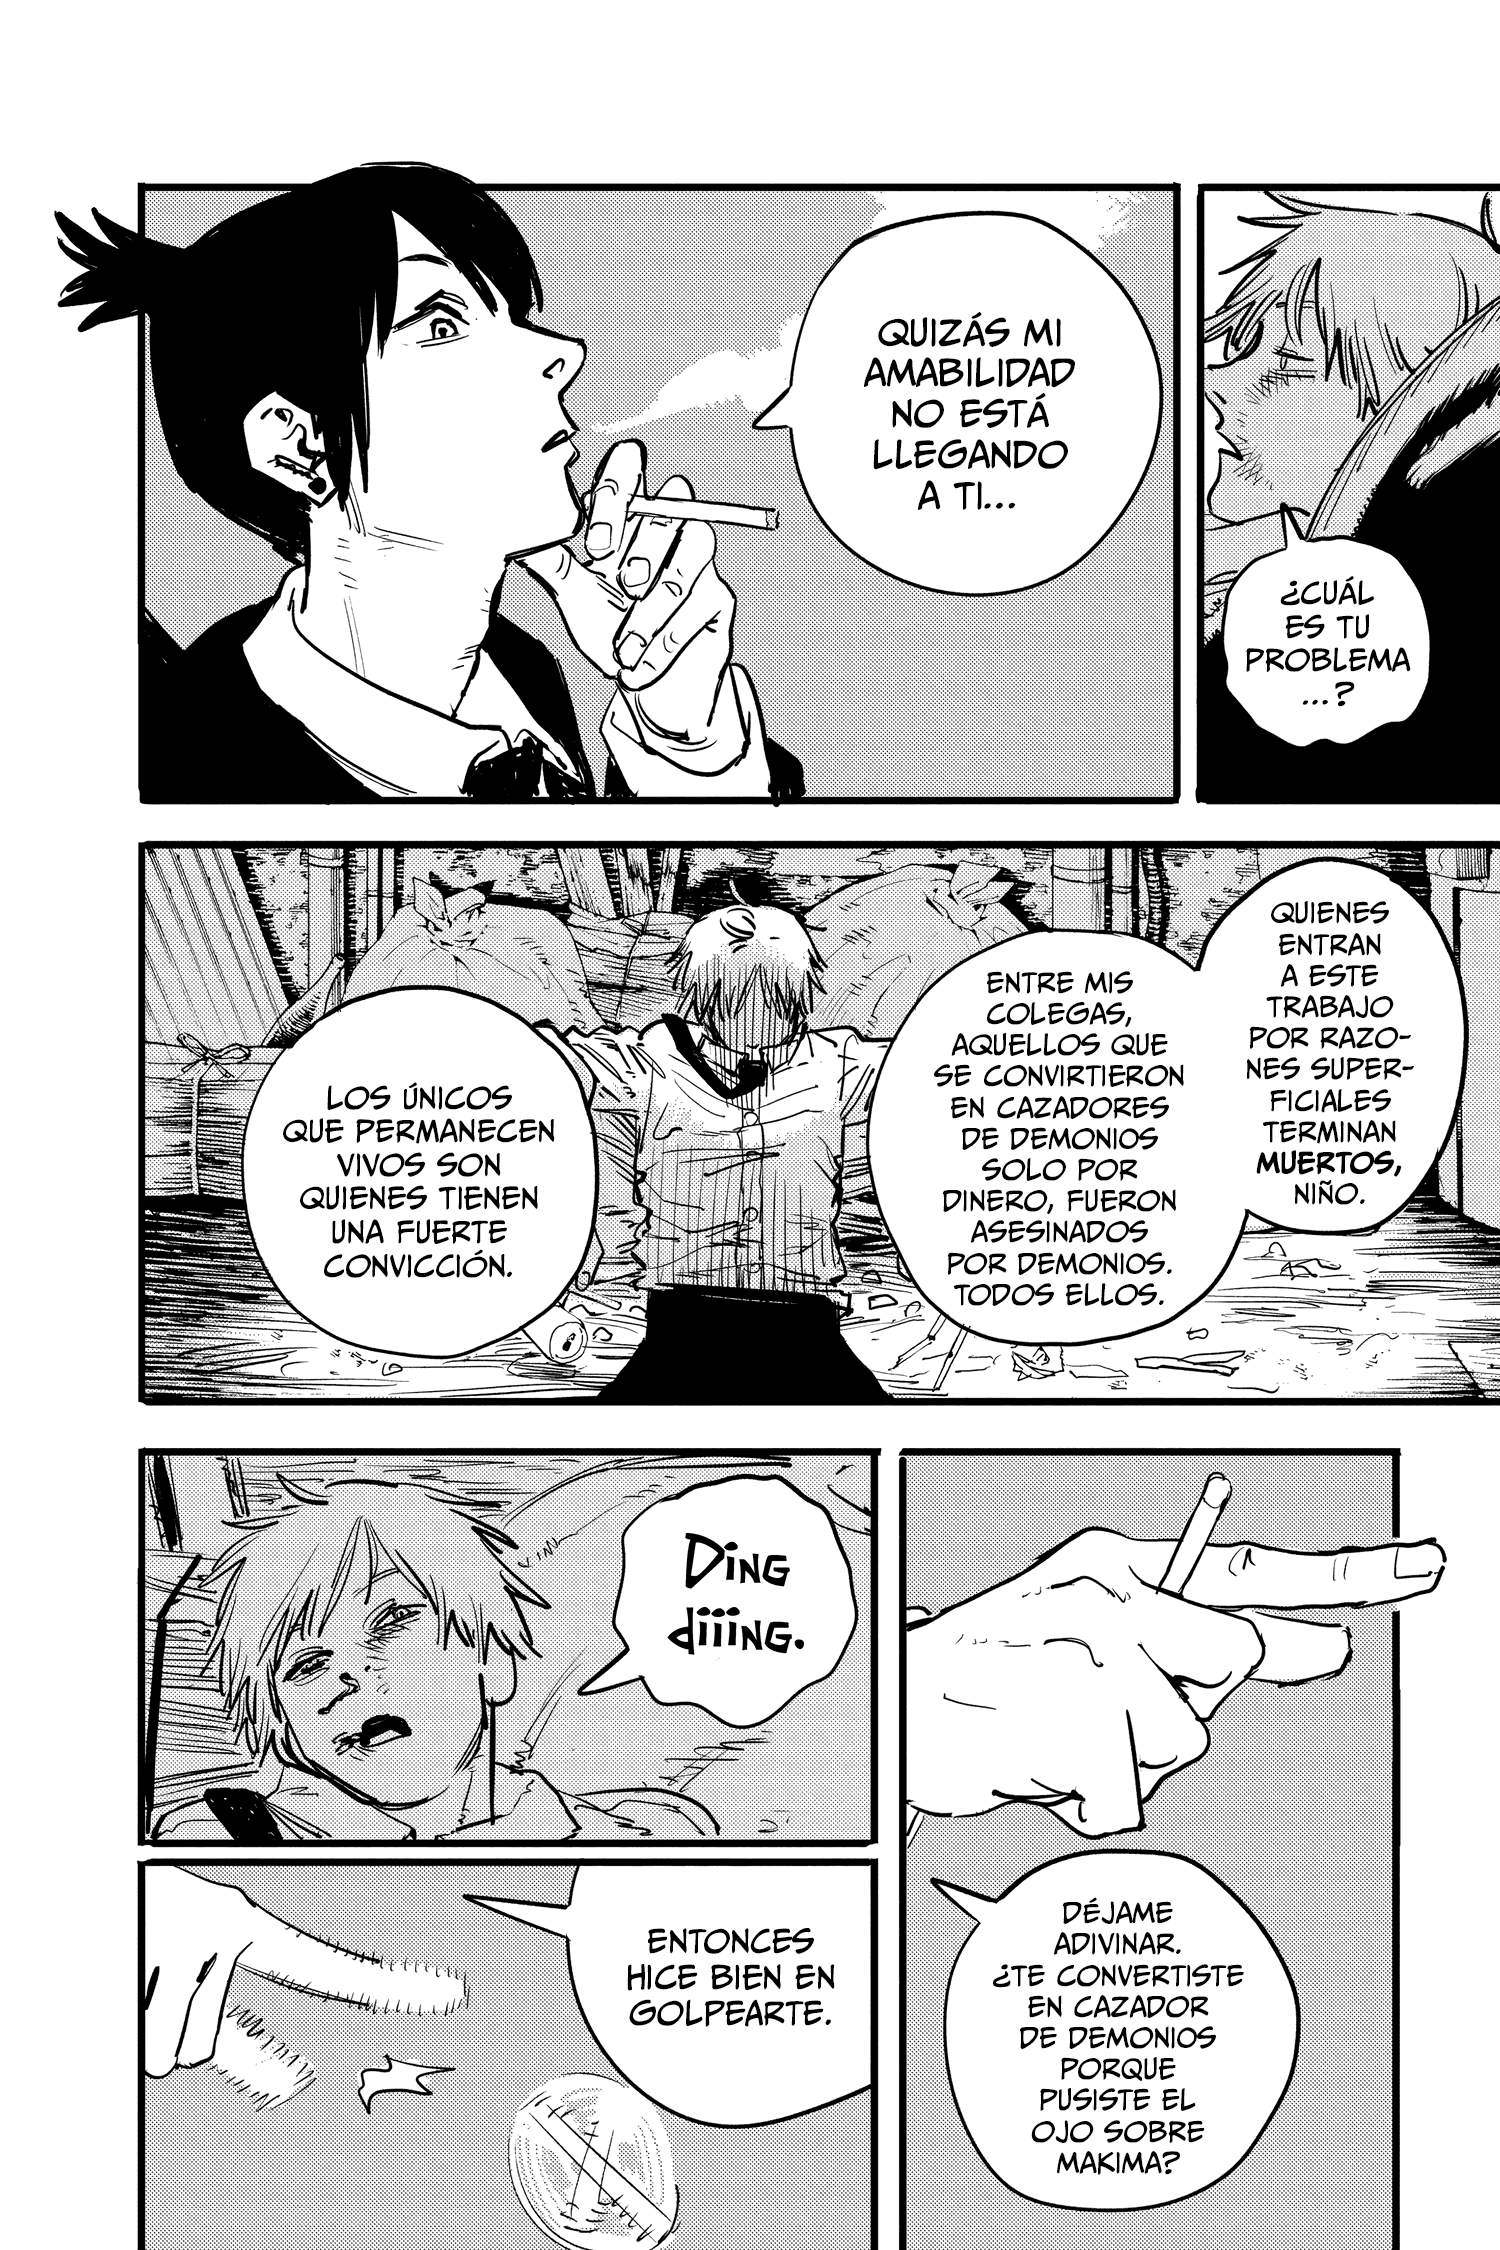 ¿CUÁL
ES TU
PROBLEMA
...?
QUIZÁS MI
AMABILIDAD
NO ESTÁ
LLEGANDO
A TI...
QUIENES
ENTRAN
A ESTE
TRABAJO
POR RAZO-
NES SUPER-
FICIALES
TERMINAN
MUERTOS,
NIÑO.
ENTRE MIS
COLEGAS,
AQUELLOS QUE
SE CONVIRTIERON
EN CAZADORES
DE DEMONIOS
SOLO POR
DINERO, FUERON
ASESINADOS
POR DEMONIOS.
TODOS ELLOS.
LOS ÚNICOS
QUE PERMANECEN
VIVOS SON
QUIENES TIENEN
UNA FUERTE
CONVICCIÓN.
DÉJAME
ADIVINAR.
¿TE CONVERTISTE
EN CAZADOR
DE DEMONIOS
PORQUE
PUSISTE EL
OJO SOBRE
MAKIMA?
DING
diiiNG.
ENTONCES
HICE BIEN EN
GOLPEARTE.